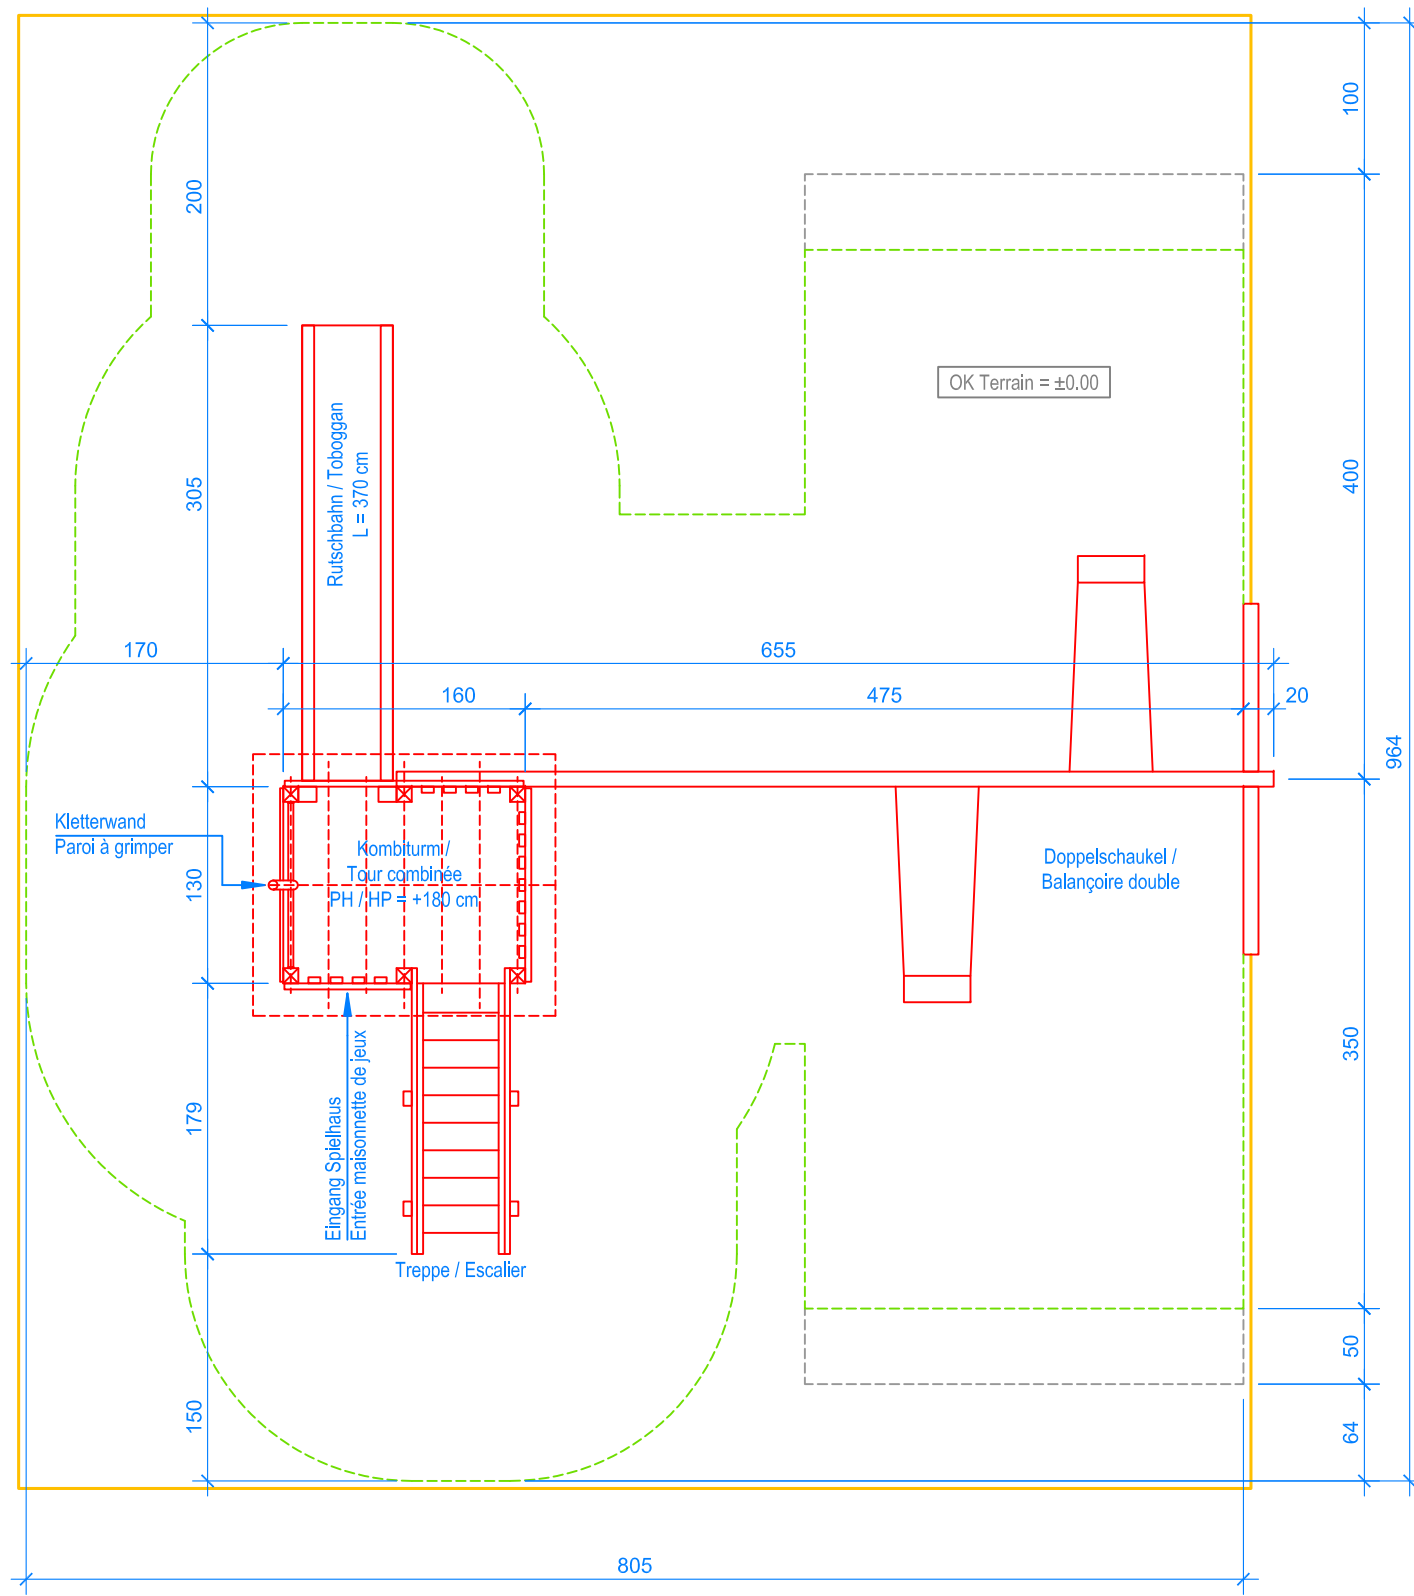 100
200
OK Terrain = ±0.00
Rutschbahn / Toboggan
L = 370 cm
305
400
170
655
160
475
20
964
Kletterwand
Paroi à grimper
Kombiturm /
Tour combinée
PH / HP = +180 cm
130
Doppelschaukel /
Balançoire double
350
179
Eingang Spielhaus
Entrée maisonnette de jeux
Treppe / Escalier
50
150
64
805